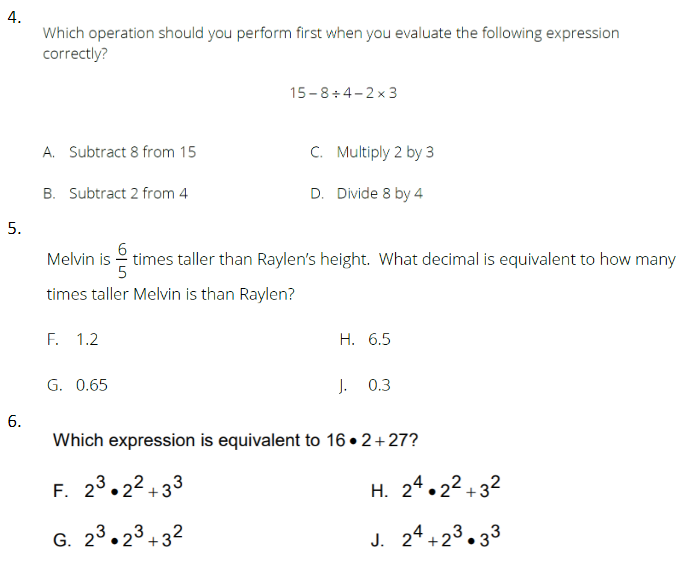 4.
Which operation should you perform first when you evaluate the following expression
correctly?
15 – 8 ÷ 4 – 2 × 3
A. Subtract 8 from 15 C. Multiply 2 by 3
B. Subtract 2 from 4 D. Divide 8 by 4
5.
Melvin is 6/5 times taller than Raylen's height. What decimal is equivalent to how many
times taller Melvin is than Raylen?
F. 1.2 H. 6.5
G. 0.65 J. 0.3
6.
Which expression is equivalent to 16 • 2 + 27?
F. 2³ • 2² + 3³ H. 2⁴ • 2² + 3²
G. 2³ • 2³ + 3² J. 2⁴ + 2³ • 3³